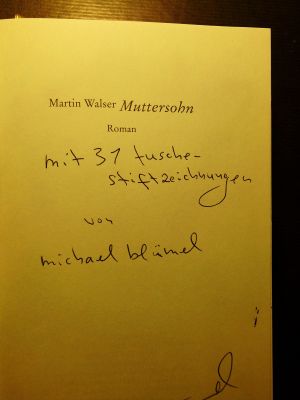 Martin Walser Muttersohn
Roman
mit 31 tusche-
stiftzeichnungen
von
michael blümel